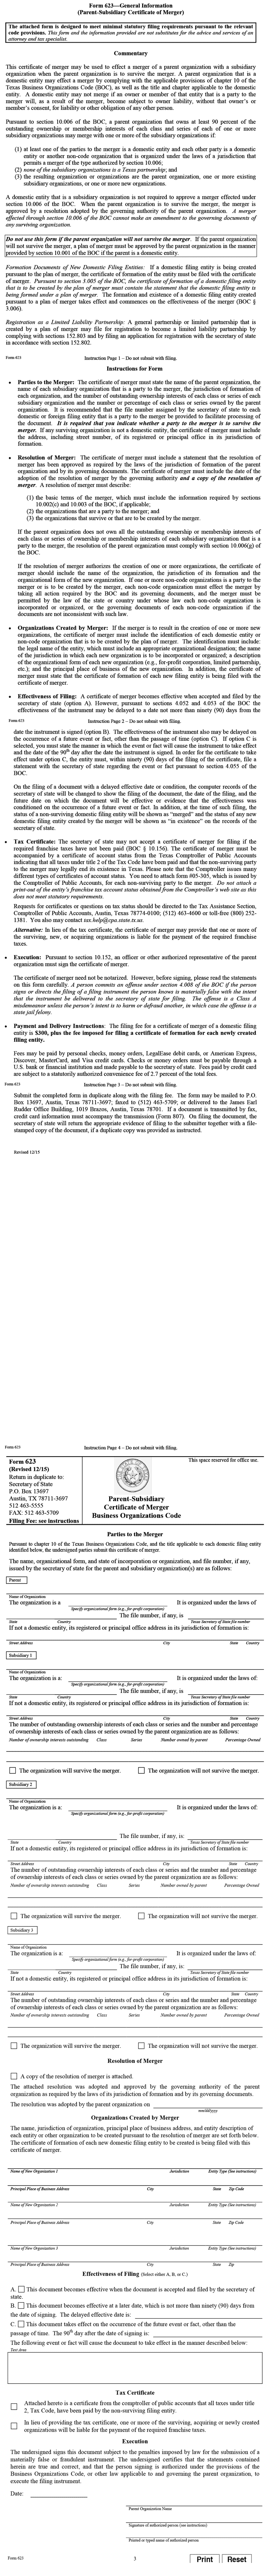 Form 623—General Information
(Parent-Subsidiary Certificate of Merger)
The attached form is designed to meet minimal statutory filing requirements pursuant to the relevant
code provisions. This form and the information provided are not substitutes for the advice and services of an
attorney and tax specialist.
Commentary
This certificate of merger may be used to effect a merger of a parent organization with a subsidiary
organization when the parent organization is to survive the merger. A parent organization that is a
domestic entity may effect a merger by complying with the applicable provisions of chapter 10 of the
Texas Business Organizations Code (BOC), as well as the title and chapter applicable to the domestic
entity. A domestic entity may not merge if an owner or member of that entity that is a party to the
merger will, as a result of the merger, become subject to owner liability, without that owner's or
member's consent, for liability or other obligation of any other person.
Pursuant to section 10.006 of the BOC, a parent organization that owns at least 90 percent of the
outstanding ownership or membership interests of each class and series of each of one or more
subsidiary organizations may merge with one or more of the subsidiary organizations if:
(1) at least one of the parties to the merger is a domestic entity and each other party is a domestic
entity or another non-code organization that is organized under the laws of a jurisdiction that
permits a merger of the type authorized by section 10.006;
(2) none of the subsidiary organizations is a Texas partnership; and
(3) the resulting organization or organizations are the parent organization, one or more existing
subsidiary organizations, or one or more new organizations.
A domestic entity that is a subsidiary organization is not required to approve a merger effected under
section 10.006 of the BOC. When the parent organization is to survive the merger, the merger is
approved by a resolution adopted by the governing authority of the parent organization. A merger
effected through section 10.006 of the BOC cannot make an amendment to the governing documents of
any surviving organization.
Do not use this form if the parent organization will not survive the merger. If the parent organization
will not survive the merger, a plan of merger must be approved by the parent organization in the manner
provided by section 10.001 of the BOC if the parent is a domestic entity.
Formation Documents of New Domestic Filing Entities: If a domestic filing entity is being created
pursuant to the plan of merger, the certificate of formation of the entity must be filed with the certificate
of merger. Pursuant to section 3.005 of the BOC, the certificate of formation of a domestic filing entity
that is to be created by the plan of merger must also contain a statement that the domestic filing entity is
being formed under a plan of merger. The formation and existence of a domestic filing entity created
pursuant to a plan of merger takes effect and commences on the effectiveness of the merger (BOC §
3.006).
Registration as a Limited Liability Partnership: A general partnership or limited partnership that is
created by a plan of merger may file for registration to become a limited liability partnership by
complying with section 152.802 and by filing an application for registration with the secretary of state
in accordance with section 152.802.
Form 623
Instruction Page 1 – Do not submit with filing.
Instructions for Form
• Parties to the Merger: The certificate of merger must state the name of the parent organization, the
name of each subsidiary organization that is a party to the merger, the jurisdiction of formation of
each organization, and the number of outstanding ownership interests of each class or series of each
subsidiary organization and the number or percentage of each class or series owned by the parent
organization. It is recommended that the file number assigned by the secretary of state to each
domestic or foreign filing entity that is a party to the merger be provided to facilitate processing of
the document. It is required that you indicate whether a party to the merger is to survive the
merger. If any surviving organization is not a domestic entity, the certificate of merger must include
the address, including street number, of its registered or principal office in its jurisdiction of
formation.
• Resolution of Merger: The certificate of merger must include a statement that the resolution of
merger has been approved as required by the laws of the jurisdiction of formation of the parent
organization and by its governing documents. The certificate of merger must also include the date of
adoption of the resolution of merger by the governing authority and a copy of the resolution of
merger. A resolution of merger must describe:
(1) the basic terms of the merger, which must include the information required by sections
10.002(c) and 10.003 of the BOC, if applicable;
(2) the organizations that are a party to the merger; and
(3) the organizations that survive or that are to be created by the merger.
If the parent organization does not own all of the outstanding ownership or membership interests of
each class or series of ownership or membership interests of each subsidiary organization that is a
party to the merger, the resolution of the parent organization must comply with section 10.006(g) of
the BOC.
If the resolution of merger authorizes the creation of one or more organizations, the certificate of
merger should include the name of the organization, the jurisdiction of formation, and the
organizational form of the new organization. If one or more non-code organizations will be a party
to the merger or will be created by the merger, each non-code organization must effect the merger by
taking all action required by the BOC and its governing documents, and the merger must be
permitted by the law of the state or country under whose law each non-code organization is
incorporated or organized, or the governing documents of each non-code organization if the
documents are not inconsistent with such law.
• Organizations Created by Merger: If the merger is to result in the creation of one or more new
organizations, the certificate of merger must include the identification of each domestic entity or
non-code organization to be created by the plan of merger. The identification must include: the legal
name of the entity, which must include an appropriate organizational designation; the name of
the jurisdiction in which each new organization is to be incorporated or organized; a description
of the organizational form of each new organization (e.g., for-profit corporation, limited partnership,
etc.); and the principal place of business of the new organizations. In addition, the certificate of
merger must state that the certificate of formation of each new filing entity is being filed with the
certificate of merger.
• Effectiveness of Filing: A certificate of merger becomes effective when accepted and filed by the
secretary of state (option A). However, pursuant to sections 4.052 and 4.053 of the BOC the
effectiveness of the instrument may be delayed to a date not more than ninety (90) days from the
Form 623
Instruction Page 2 – Do not submit with filing.
date the instrument is signed (option B). The effectiveness of the instrument also may be delayed on
the occurrence of a future event or fact, other than the passage of time (option C). If option C is
selected, you must state the manner in which the event or fact will cause the instrument to take effect
and the date of the 90th day after the date the instrument is signed. In order for the certificate to take
effect under option C, the entity must, within ninety (90) days of the filing of the certificate, file a
statement with the secretary of state regarding the event or fact pursuant to section 4.055 of the
BOC.
On the filing of a document with a delayed effective date or condition, the computer records of the
secretary of state will be changed to show the filing of the document, the date of the filing, and the
future date on which the document will be effective or evidence that the effectiveness was
conditioned on the occurrence of a future event or fact. In addition, at the time of such filing, the
status of a non-surviving domestic filing entity will be shown as "merged" and the status of any new
domestic filing entity created by the merger will be shown as "in existence" on the records of the
secretary of state.
• Tax Certificate: The secretary of state may not accept a certificate of merger for filing if the
required franchise taxes have not been paid (BOC § 10.156). The certificate of merger must be
accompanied by a certificate of account status from the Texas Comptroller of Public Accounts
indicating that all taxes under title 2 of the Tax Code have been paid and that the non-surviving party
to the merger may legally end its existence in Texas. Please note that the Comptroller issues many
different types of certificates of account status. You need to attach form #05-305, which is issued by
the Comptroller of Public Accounts, for each non-surviving party to the merger. Do not attach a
print-out of the entity's franchise tax account status obtained from the Comptroller's web site as this
does not meet statutory requirements.
Requests for certificates or questions on tax status should be directed to the Tax Assistance Section,
Comptroller of Public Accounts, Austin, Texas 78774-0100; (512) 463-4600; or toll-free (800) 252-
1381. You also may contact tax.help@cpa.state.tx.us.
Alternative: In lieu of the tax certificate, the certificate of merger may provide that one or more of
the surviving, new, or acquiring organizations is liable for the payment of the required franchise
taxes.
• Execution: Pursuant to section 10.152, an officer or other authorized representative of the parent
organization must sign the certificate of merger.
The certificate of merger need not be notarized. However, before signing, please read the statements
on this form carefully. A person commits an offense under section 4.008 of the BOC if the person
signs or directs the filing of a filing instrument the person knows is materially false with the intent
that the instrument be delivered to the secretary of state for filing. The offense is a Class A
misdemeanor unless the person's intent is to harm or defraud another, in which case the offense is a
state jail felony.
• Payment and Delivery Instructions: The filing fee for a certificate of merger of a domestic filing
entity is $300, plus the fee imposed for filing a certificate of formation for each newly created
filing entity.
Fees may be paid by personal checks, money orders, LegalEase debit cards, or American Express,
Discover, MasterCard, and Visa credit cards. Checks or money orders must be payable through a
U.S. bank or financial institution and made payable to the secretary of state. Fees paid by credit card
are subject to a statutorily authorized convenience fee of 2.7 percent of the total fees.
Form 623
Instruction Page 3 – Do not submit with filing.
Submit the completed form in duplicate along with the filing fee. The form may be mailed to P.O.
Box 13697, Austin, Texas 78711-3697; faxed to (512) 463-5709; or delivered to the James Earl
Rudder Office Building, 1019 Brazos, Austin, Texas 78701. If a document is transmitted by fax,
credit card information must accompany the transmission (Form 807). On filing the document, the
secretary of state will return the appropriate evidence of filing to the submitter together with a file-
stamped copy of the document, if a duplicate copy was provided as instructed.
Revised 12/15
Form 623
Instruction Page 4 – Do not submit with filing.
Form 623
(Revised 12/15)
Return in duplicate to:
Secretary of State
P.O. Box 13697
Austin, TX 78711-3697
512 463-5555
FAX: 512 463-5709
Filing Fee: see instructions
Parent-Subsidiary
Certificate of Merger
Business Organizations Code
This space reserved for office use.
Parties to the Merger
Pursuant to chapter 10 of the Texas Business Organizations Code, and the title applicable to each domestic filing entity
identified below, the undersigned parties submit this certificate of merger.
The name, organizational form, and state of incorporation or organization, and file number, if any,
issued by the secretary of state for the parent and subsidiary organization(s) are as follows:
Parent
Name of Organization
The organization is a It is organized under the laws of
Specify organizational form (e.g., for-profit corporation)
The file number, if any, is
State Country Texas Secretary of State file number
If not a domestic entity, its registered or principal office address in its jurisdiction of formation is:
Street Address City State Country
Subsidiary 1
Name of Organization
The organization is a: It is organized under the laws of:
Specify organizational form (e.g., for-profit corporation)
The file number, if any, is
State Country Texas Secretary of State file number
If not a domestic entity, its registered or principal office address in its jurisdiction of formation is:
Street Address City State Country
The number of outstanding ownership interests of each class or series and the number and percentage
of ownership interests of each class or series owned by the parent organization are as follows:
Number of ownership interests outstanding Class Series Number owned by parent Percentage Owned
The organization will survive the merger. The organization will not survive the merger.
Subsidiary 2
Name of Organization
The organization is a: It is organized under the laws of:
Specify organizational form (e.g., for-profit corporation)
The file number, if any, is:
State Country Texas Secretary of State file number
If not a domestic entity, its registered or principal office address in its jurisdiction of formation is:
Street Address City State Country
The number of outstanding ownership interests of each class or series and the number and percentage
of ownership interests of each class or series owned by the parent organization are as follows:
Number of ownership interests outstanding Class Series Number owned by parent Percentage Owned
The organization will survive the merger. The organization will not survive the merger.
Subsidiary 3
Name of Organization
The organization is a: It is organized under the laws of:
Specify organizational form (e.g., for-profit corporation)
The file number, if any, is
State Country Texas Secretary of State file number
If not a domestic entity, its registered or principal office address in its jurisdiction of formation is:
Street Address City State Country
The number of outstanding ownership interests of each class or series and the number and percentage
of ownership interests of each class or series owned by the parent organization are as follows:
Number of ownership interests outstanding Class Series Number owned by parent Percentage Owned
The organization will survive the merger. The organization will not survive the merger.
Resolution of Merger
A copy of the resolution of merger is attached.
The attached resolution was adopted and approved by the governing authority of the parent
organization as required by the laws of its jurisdiction of formation and by its governing documents.
The resolution was adopted by the parent organization on
mm/dd/yyyy
Organizations Created by Merger
The name, jurisdiction of organization, principal place of business address, and entity description of
each entity or other organization to be created pursuant to the resolution of merger are set forth below.
The certificate of formation of each new domestic filing entity to be created is being filed with this
certificate of merger.
Name of New Organization 1 Jurisdiction Entity Type (See instructions)
Principal Place of Business Address City State Zip Code
Name of New Organization 2 Jurisdiction Entity Type (See instructions)
Principal Place of Business Address City State Zip Code
Name of New Organization 3 Jurisdiction Entity Type (See instructions)
Principal Place of Business Address City State Zip
Effectiveness of Filing (Select either A, B, or C.)
A. This document becomes effective when the document is accepted and filed by the secretary of
state.
B. This document becomes effective at a later date, which is not more than ninety (90) days from
the date of signing. The delayed effective date is:
C. This document takes effect on the occurrence of the future event or fact, other than the
passage of time. The 90th day after the date of signing is:
The following event or fact will cause the document to take effect in the manner described below:
Text Area
Tax Certificate
Attached hereto is a certificate from the comptroller of public accounts that all taxes under title
2, Tax Code, have been paid by the non-surviving filing entity.
In lieu of providing the tax certificate, one or more of the surviving, acquiring or newly created
organizations will be liable for the payment of the required franchise taxes.
Execution
The undersigned signs this document subject to the penalties imposed by law for the submission of a
materially false or fraudulent instrument. The undersigned certifies that the statements contained
herein are true and correct, and that the person signing is authorized under the provisions of the
Business Organizations Code, or other law applicable to and governing the parent organization, to
execute the filing instrument.
Date:
Parent Organization Name
Signature of authorized person (see instructions)
Printed or typed name of authorized person
Form 623
3
Print Reset